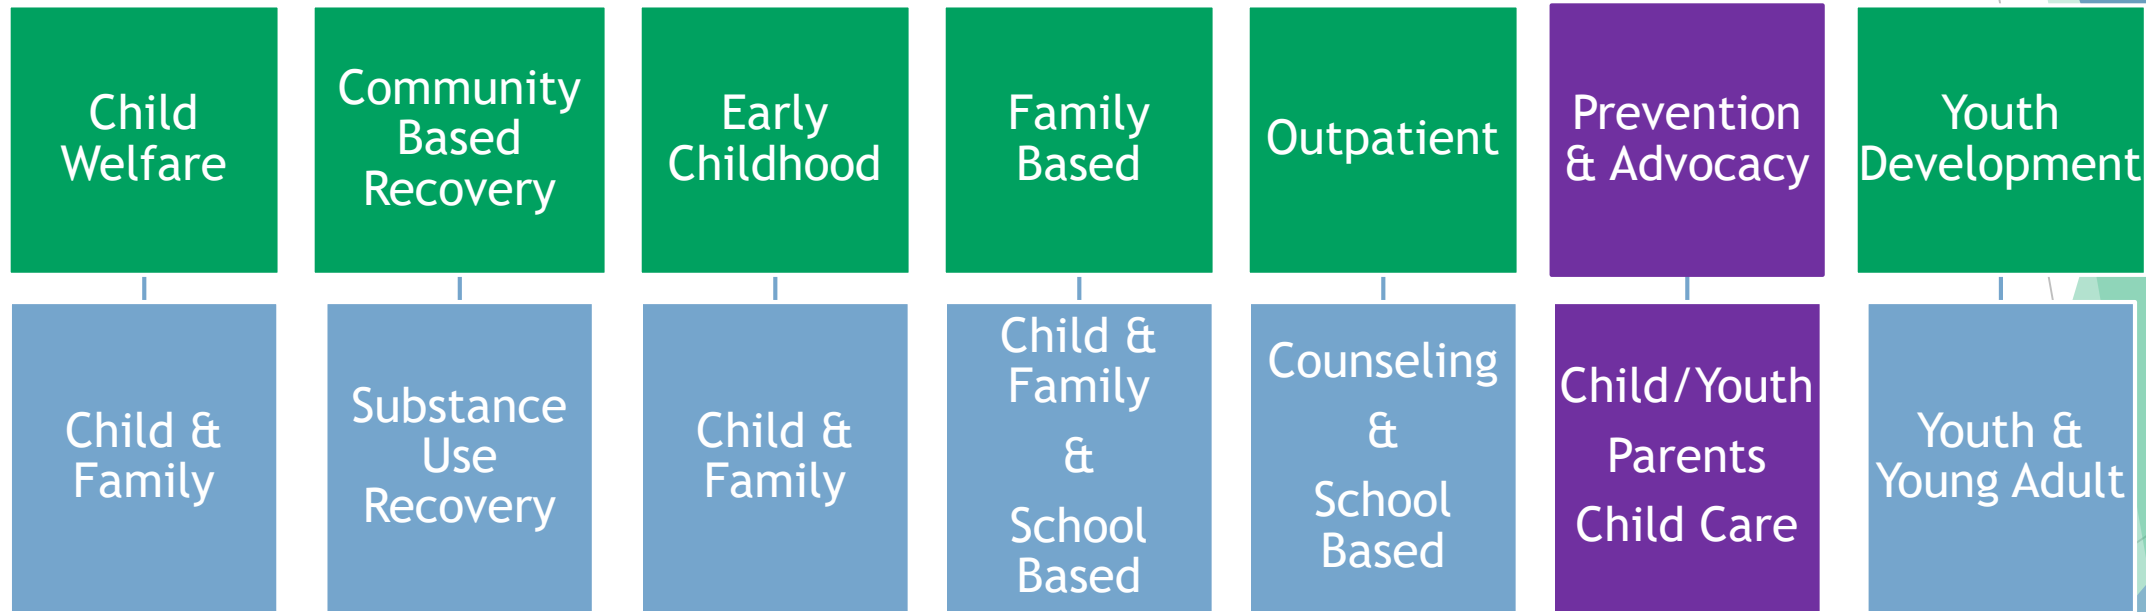 Child
Welfare
Community
Based
Recovery
Early
Childhood
Family
Based
Outpatient
Prevention
& Advocacy
Youth
Development
Child &
Family
Substance
Use
Recovery
Child &
Family
Child &
Family
&
School
Based
Counseling
&
School
Based
Child/Youth
Parents
Child Care
Youth &
Young Adult